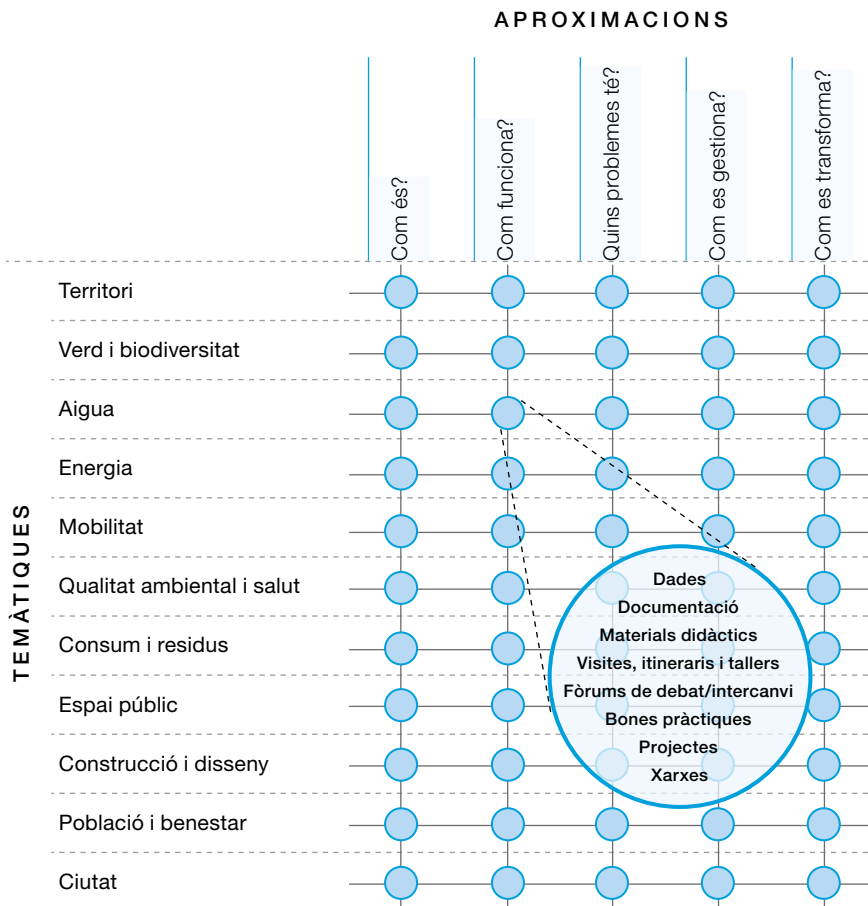 APROXIMACIONS
Com és?
Com funciona?
Quins problemes té?
Com es gestiona?
Com es transforma?
TEMÀTIQUES
Territori
Verd i biodiversitat
Aigua
Energia
Mobilitat
Qualitat ambiental i salut
Consum i residus
Espai públic
Construcció i disseny
Població i benestar
Ciutat
Dades
Documentació
Materials didàctics
Visites, itineraris i tallers
Fòrums de debat/intercanvi
Bones pràctiques
Projectes
Xarxes